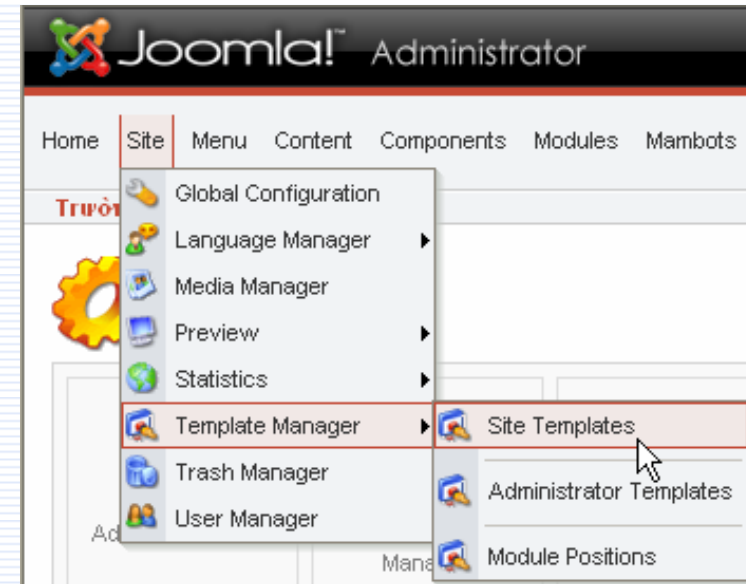 Joomla!™ Administrator
Home Site Menu Content Components Modules Mambots
Global Configuration
Language Manager
Media Manager
Preview
Statistics
Template Manager
Trash Manager
User Manager
Site Templates
Administrator Templates
Module Positions